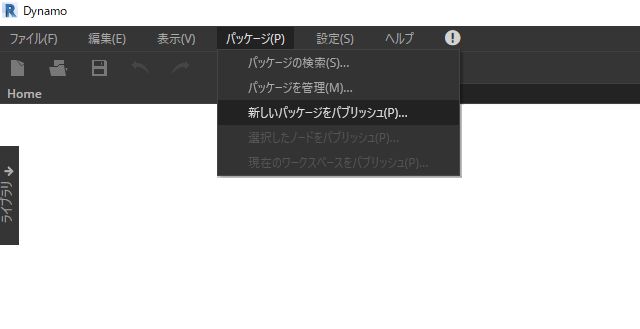 R Dynamo
ファイル(F) 編集(E) 表示(V) パッケージ(P) 設定(S) ヘルプ !
パッケージの検索(S)...
パッケージを管理(M)...
Home
新しいパッケージをパブリッシュ(P)...
選択したノードをパブリッシュ(P)...
現在のワークスペースをパブリッシュ(P)...
ライブラリ